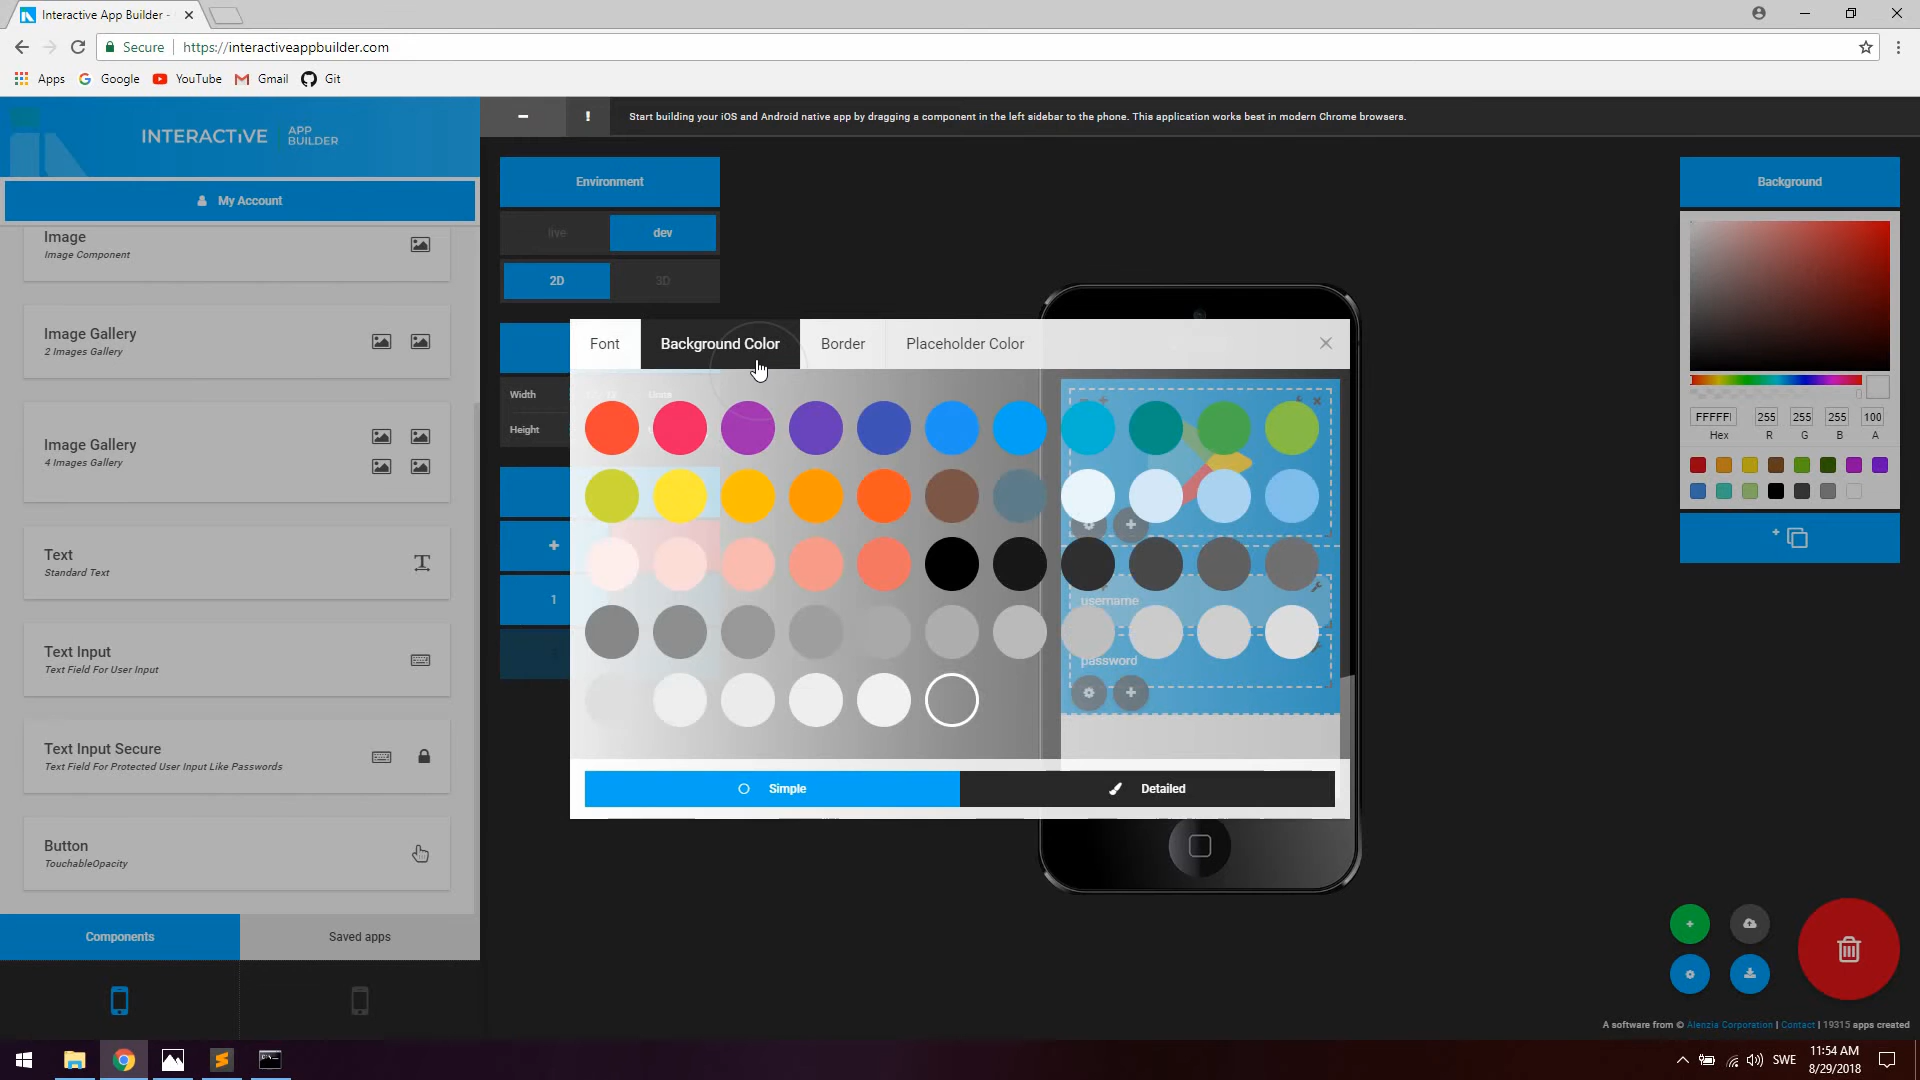 Interactive App Builder -
Secure
https://interactiveappbuilder.com
Apps
Google
YouTube
Gmail
Git
INTERACTIVE APP BUILDER
My Account
Start building your iOS and Android native app by dragging a component in the left sidebar to the phone. This application works best in modern Chrome browsers.
Environment
live
dev
2D
3D
Background
Image
Image Component
Image Gallery
2 Images Gallery
Image Gallery
4 Images Gallery
Text
Standard Text
Text Input
Text Field For User Input
Text Input Secure
Text Field For Protected User Input Like Passwords
Button
TouchableOpacity
Components
Saved apps
Font
Background Color
Border
Placeholder Color
Width
Height
1
username
password
Simple
Detailed
FFFFF
255
255
255
100
Hex
R
G
B
A
A software from © Alenzia Corporation | Contact | 19315 apps created
SWE
11:54 AM
8/29/2018